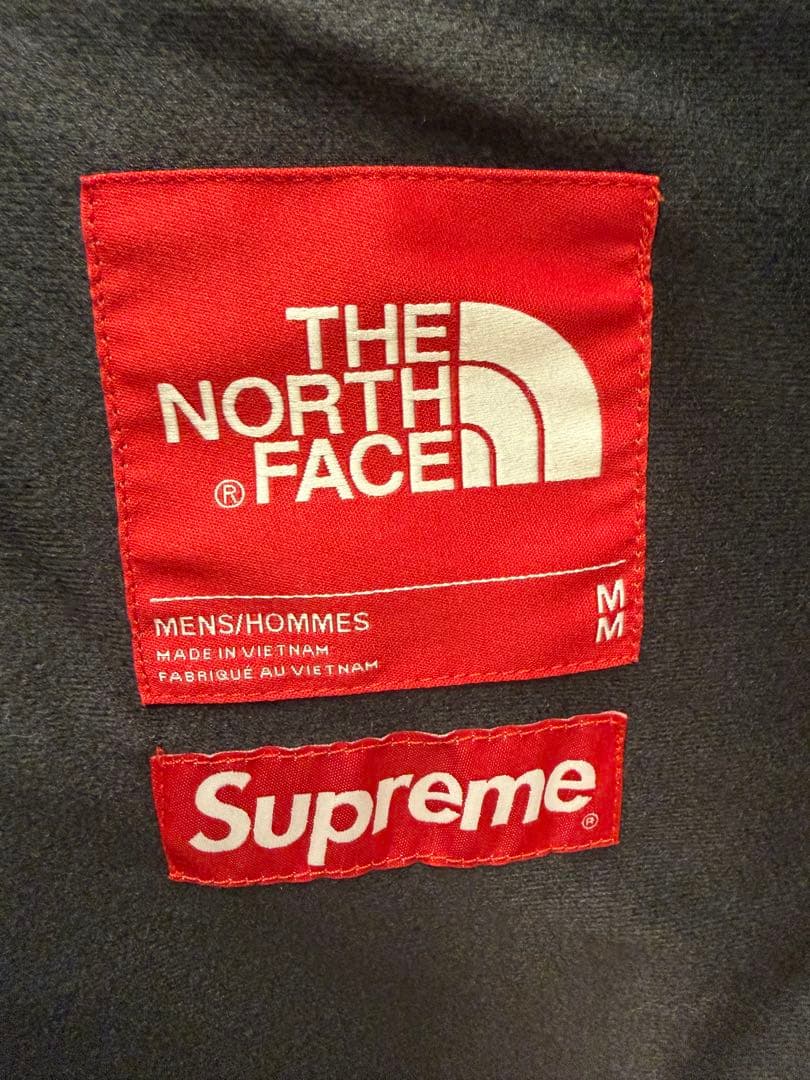 THE
NORTH
FACE
®
MENS/HOMMES
MADE IN VIETNAM
FABRIQUÉ AU VIETNAM
M
M
Supreme®